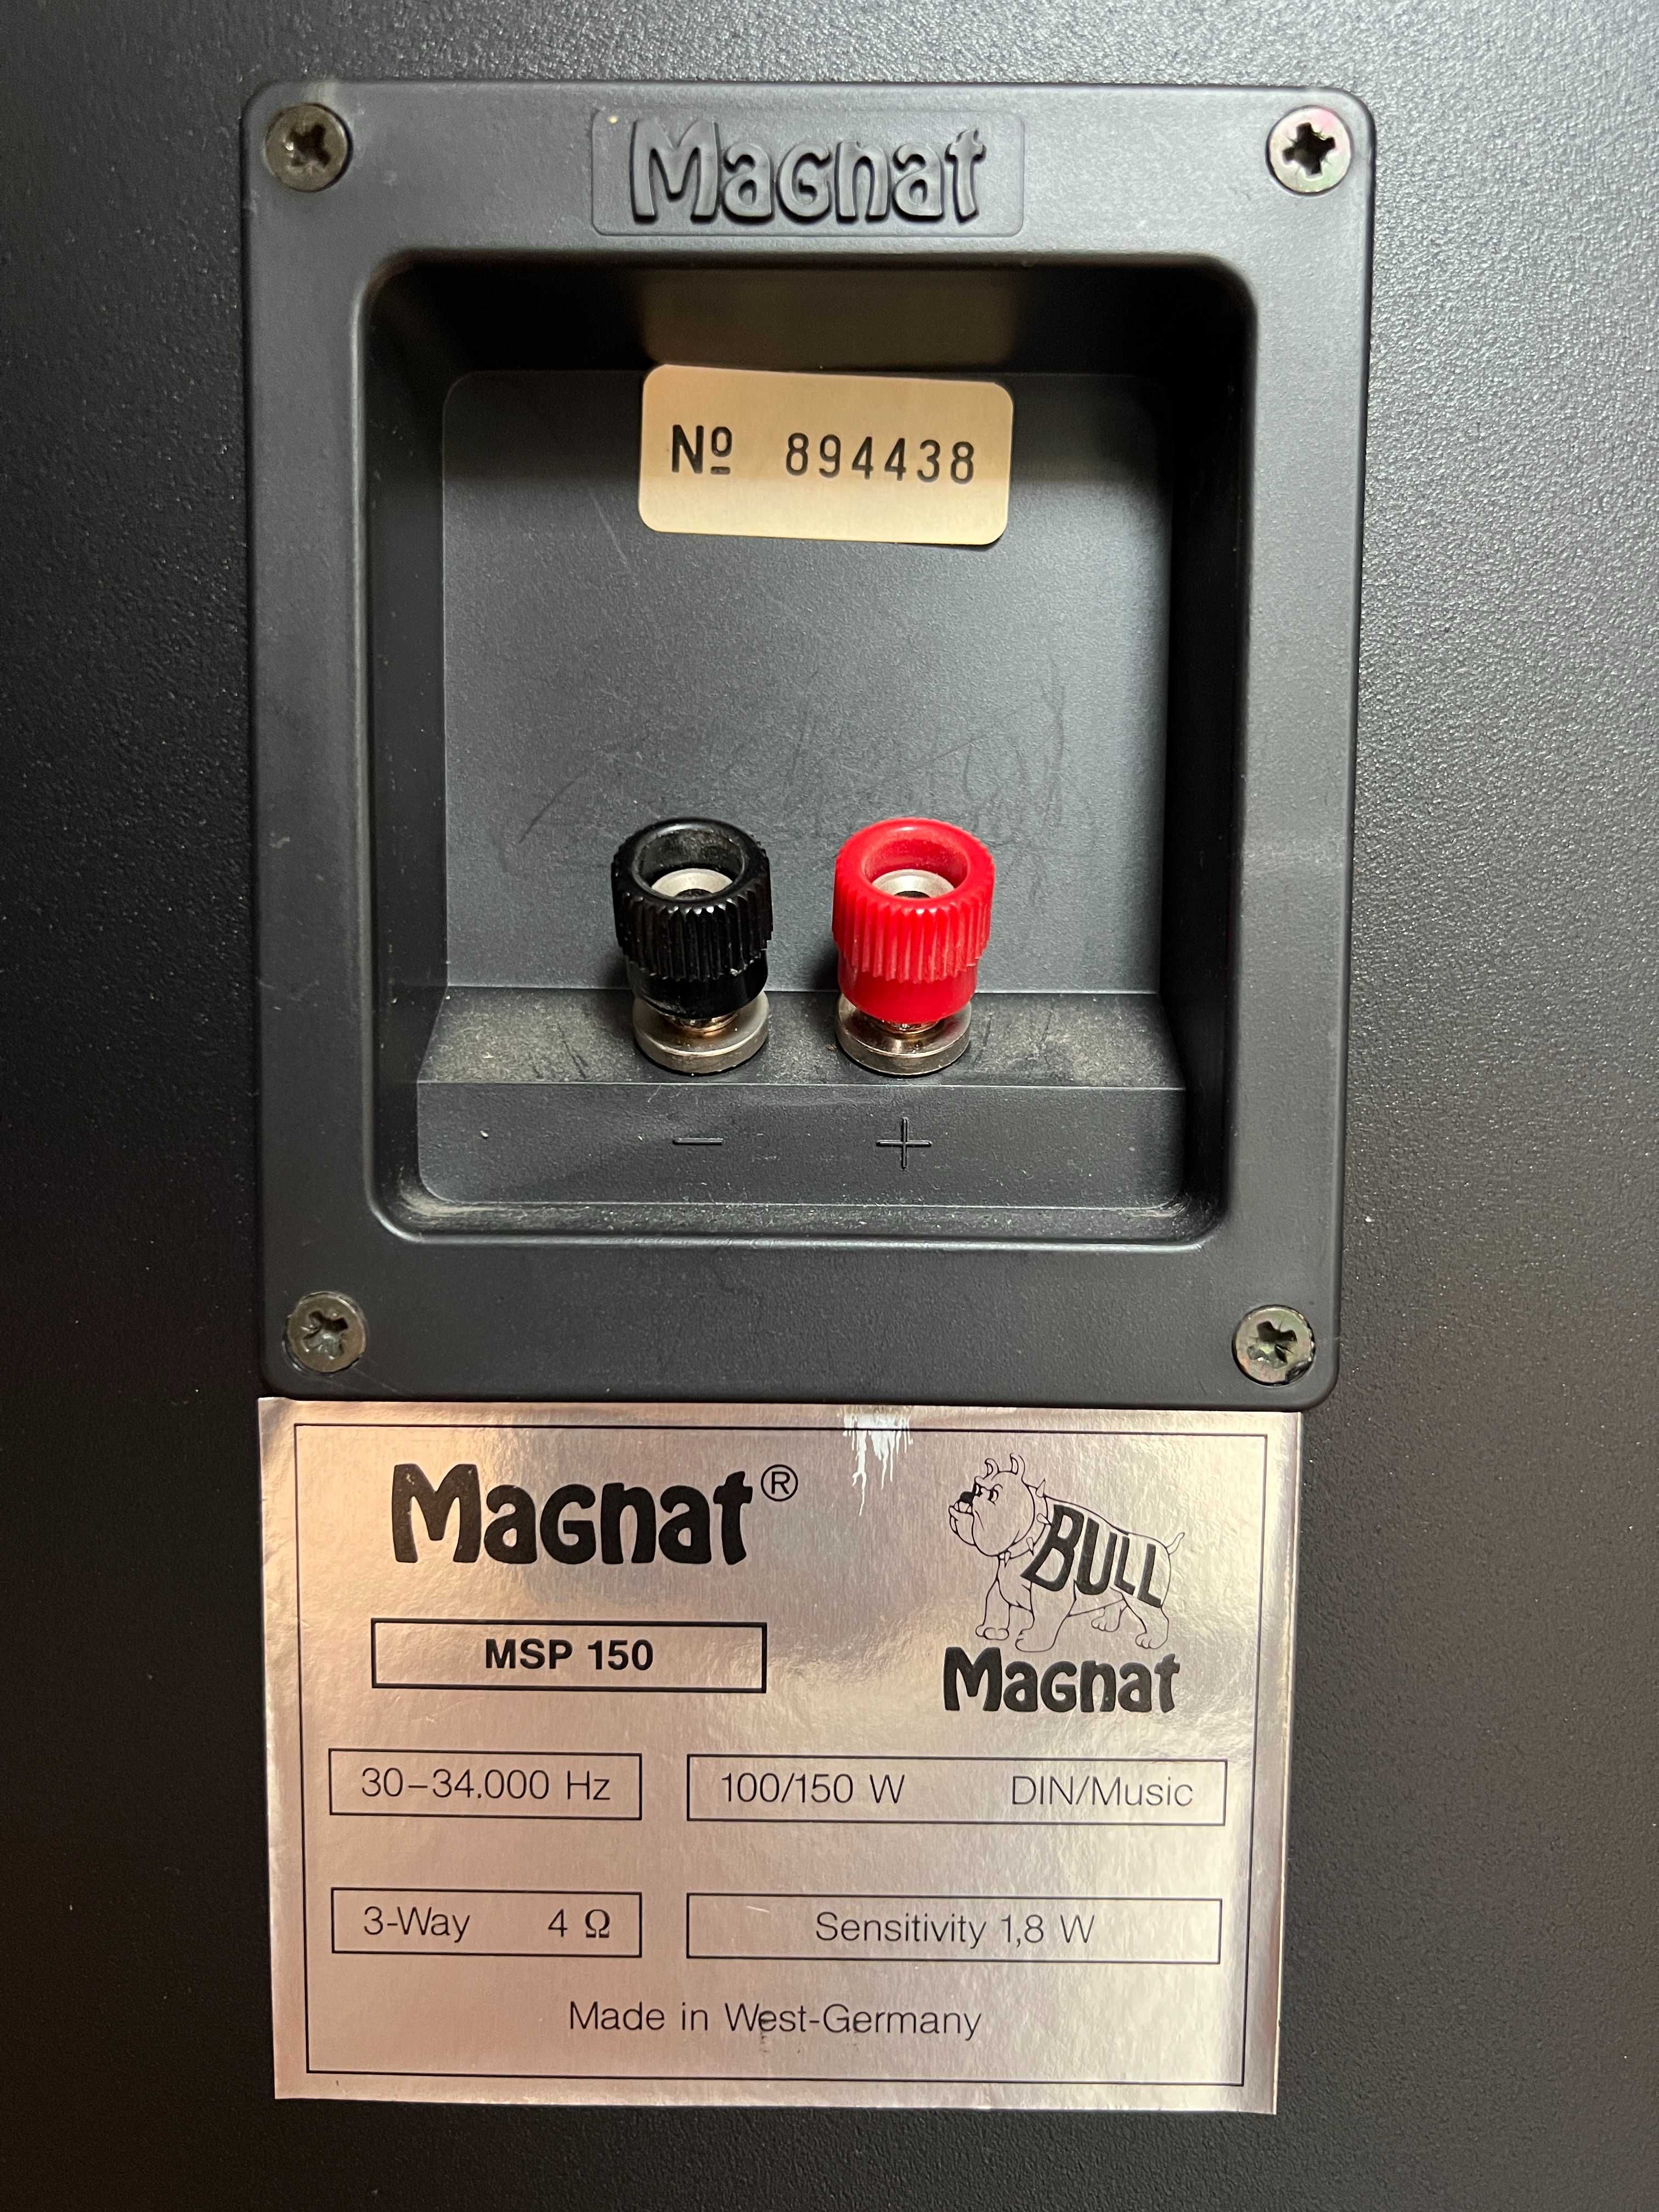 Magnat
Nº 894438
− +
Magnat®
BULL
MSP 150
Magnat
30–34.000 Hz
100/150 W DIN/Music
3-Way 4 Ω
Sensitivity 1,8 W
Made in West-Germany